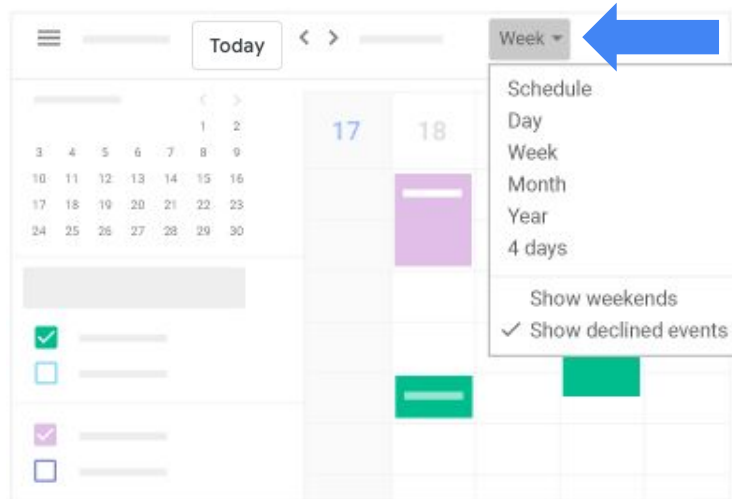 Today
Week
Schedule
Day
Week
Month
Year
4 days
Show weekends
Show declined events
1 2
3 4 5 6 7 8 9
10 11 12 13 14 15 16
17 18 19 20 21 22 23
24 25 26 27 28 29 30
17 18